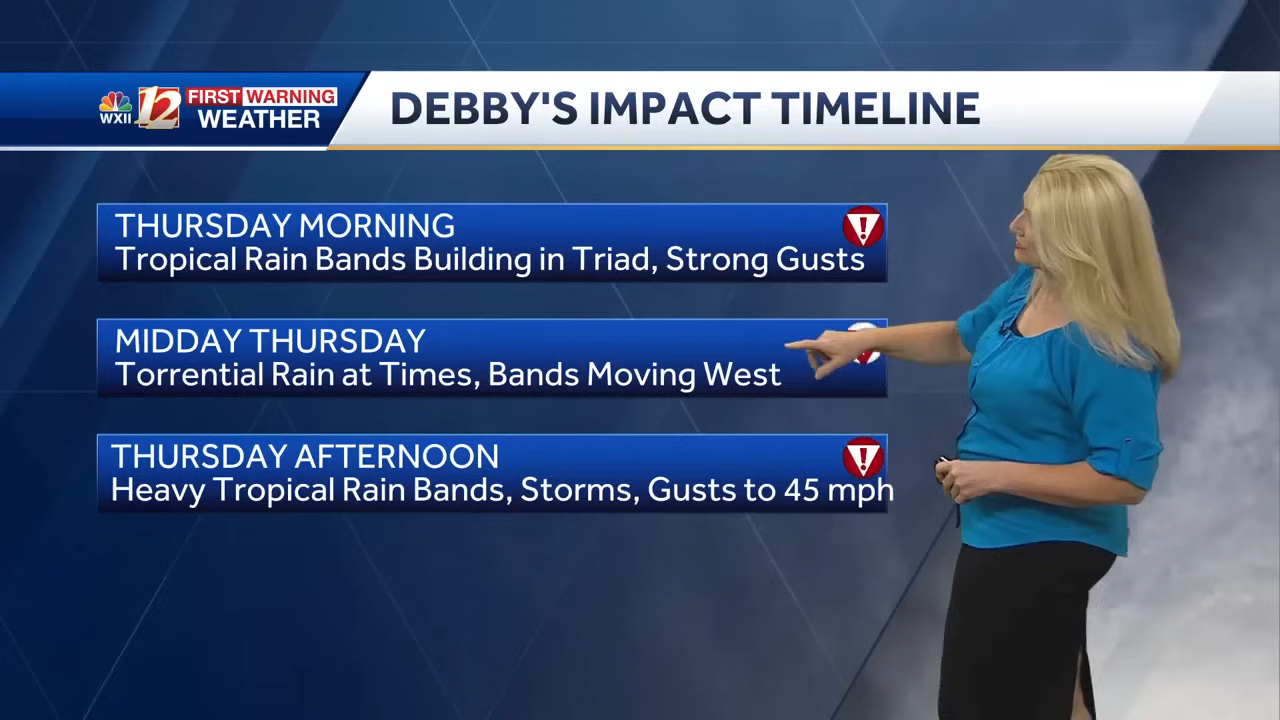 WXII 12 FIRST WARNING
WEATHER
DEBBY'S IMPACT TIMELINE
THURSDAY MORNING
Tropical Rain Bands Building in Triad, Strong Gusts
MIDDAY THURSDAY
Torrential Rain at Times, Bands Moving West
THURSDAY AFTERNOON
Heavy Tropical Rain Bands, Storms, Gusts to 45 mph